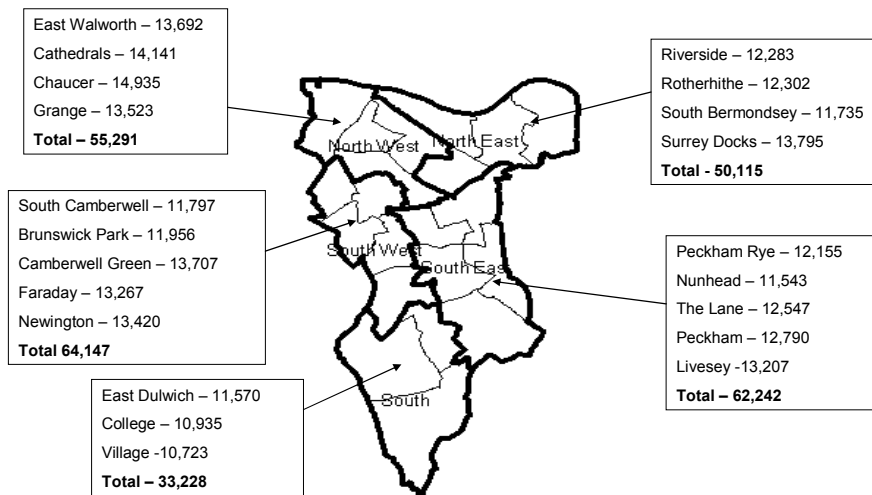 East Walworth – 13,692
Cathedrals – 14,141
Chaucer – 14,935
Grange – 13,523
Total – 55,291
Riverside – 12,283
Rotherhithe – 12,302
South Bermondsey – 11,735
Surrey Docks – 13,795
Total - 50,115
North West
North East
South Camberwell – 11,797
Brunswick Park – 11,956
Camberwell Green – 13,707
Faraday – 13,267
Newington – 13,420
Total 64,147
South West
South East
Peckham Rye – 12,155
Nunhead – 11,543
The Lane – 12,547
Peckham – 12,790
Livesey -13,207
Total – 62,242
East Dulwich – 11,570
College – 10,935
Village -10,723
Total – 33,228
South